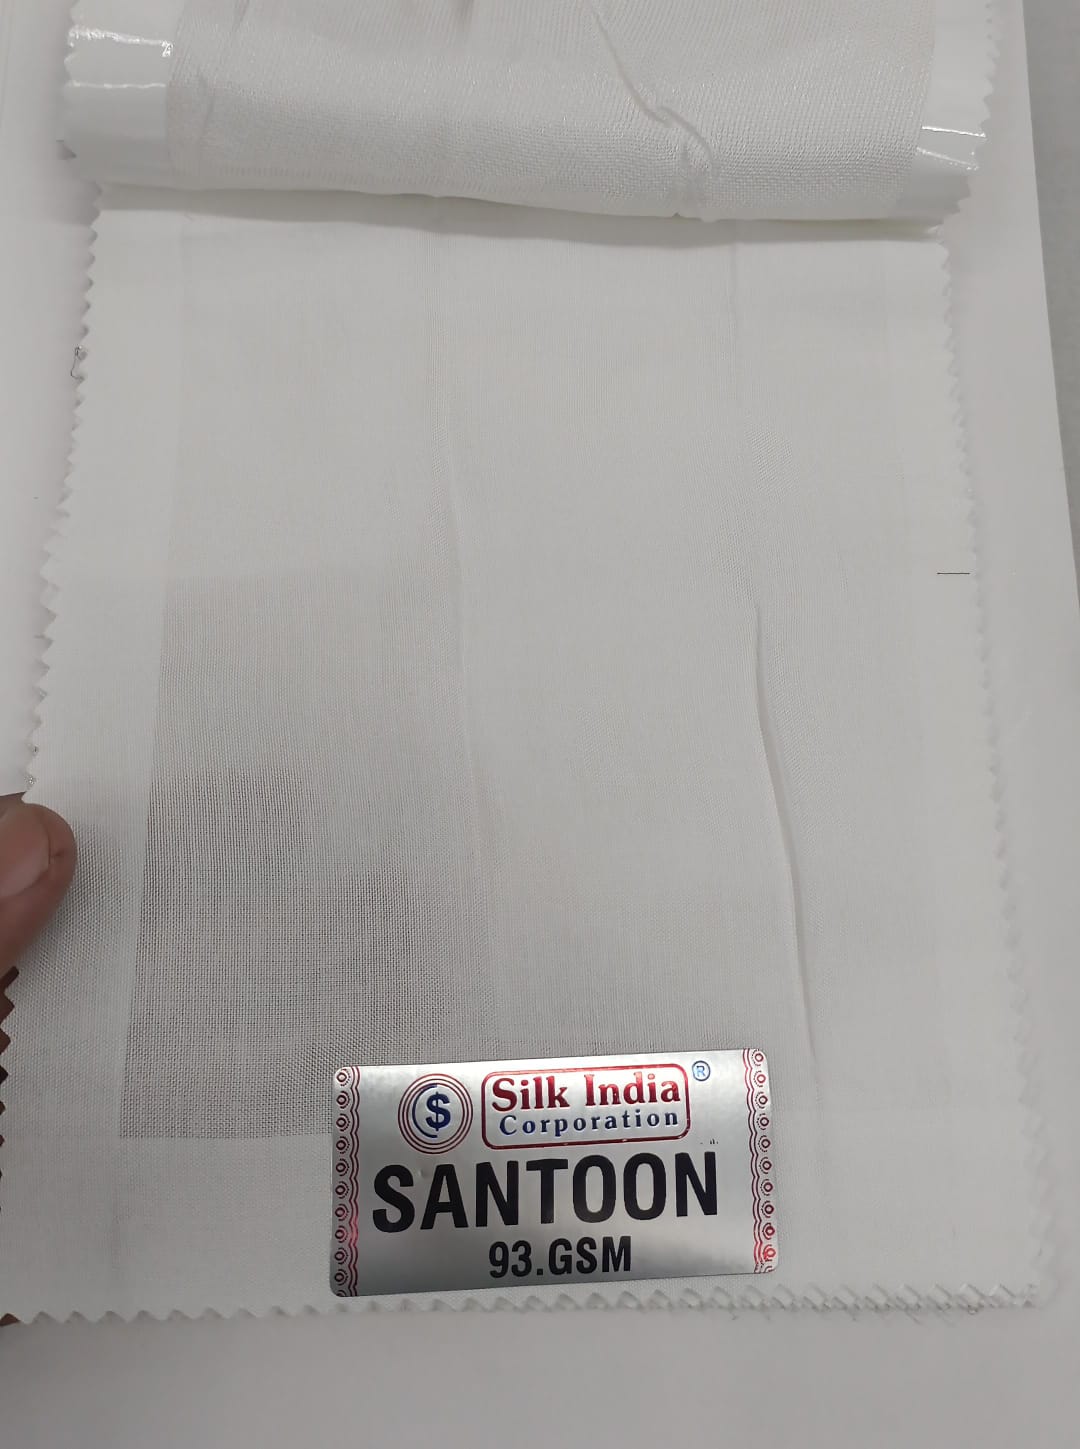 $ Silk India ®
Corporation
SANTOON
93.GSM